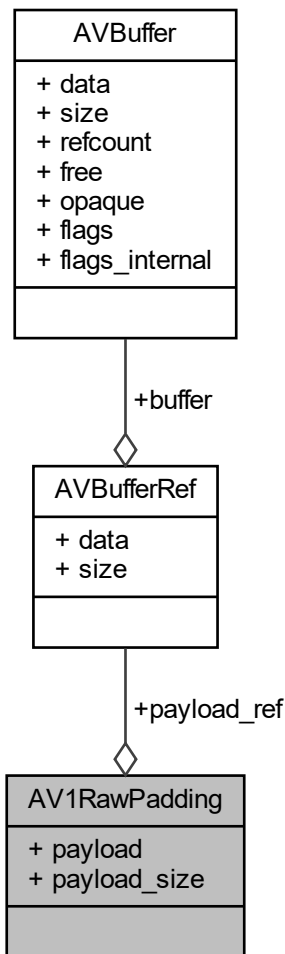 AVBuffer
+ data
+ size
+ refcount
+ free
+ opaque
+ flags
+ flags_internal
+buffer
AVBufferRef
+ data
+ size
+payload_ref
AV1RawPadding
+ payload
+ payload_size